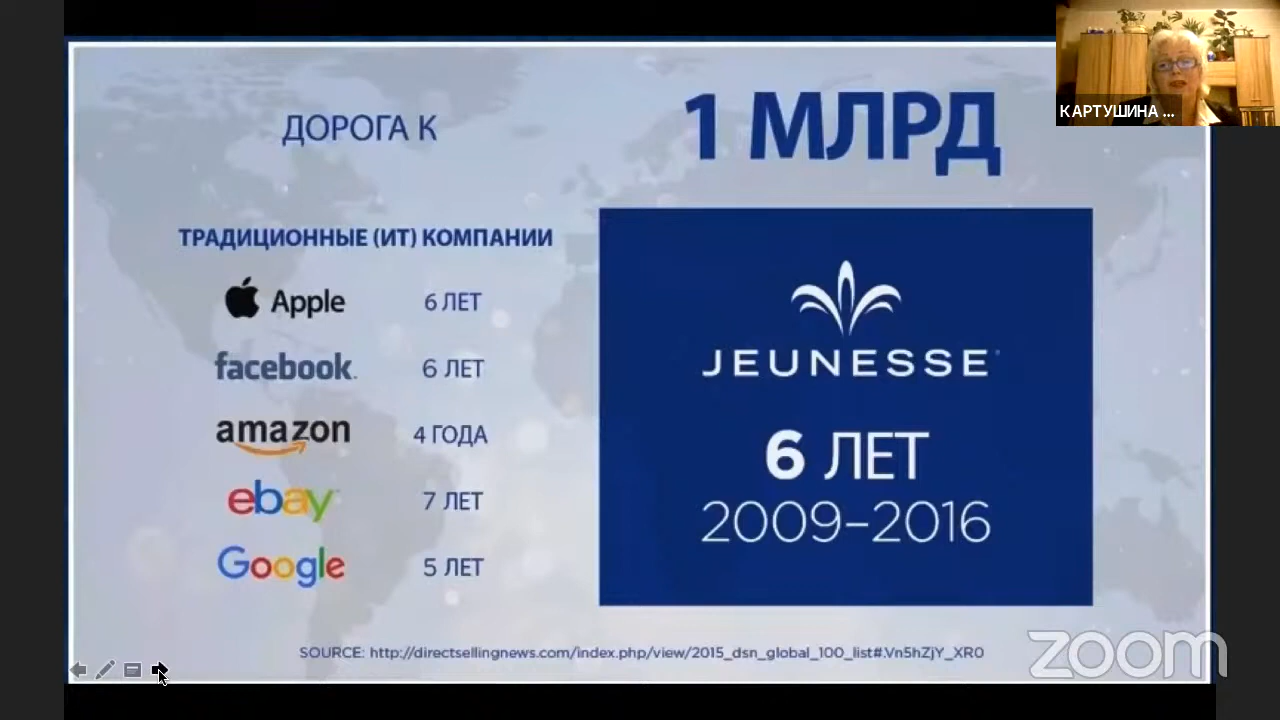 ДОРОГА К
1 МЛРД
КАРТУШИНА ...
ТРАДИЦИОННЫЕ (ИТ) КОМПАНИИ
Apple 6 ЛЕТ
facebook. 6 ЛЕТ
amazon 4 ГОДА
ebay 7 ЛЕТ
Google 5 ЛЕТ
JEUNESSE
6 ЛЕТ
2009–2016
SOURCE: http://directsellingnews.com/index.php/view/2015_dsn_global_100_list#.Vn5hZjY_XR0
zoom